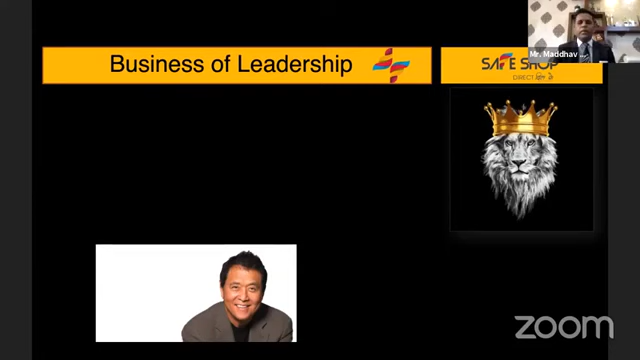 Business of Leadership
Mr. Maddhav
SAFE SHOP
DIRECT
zoom